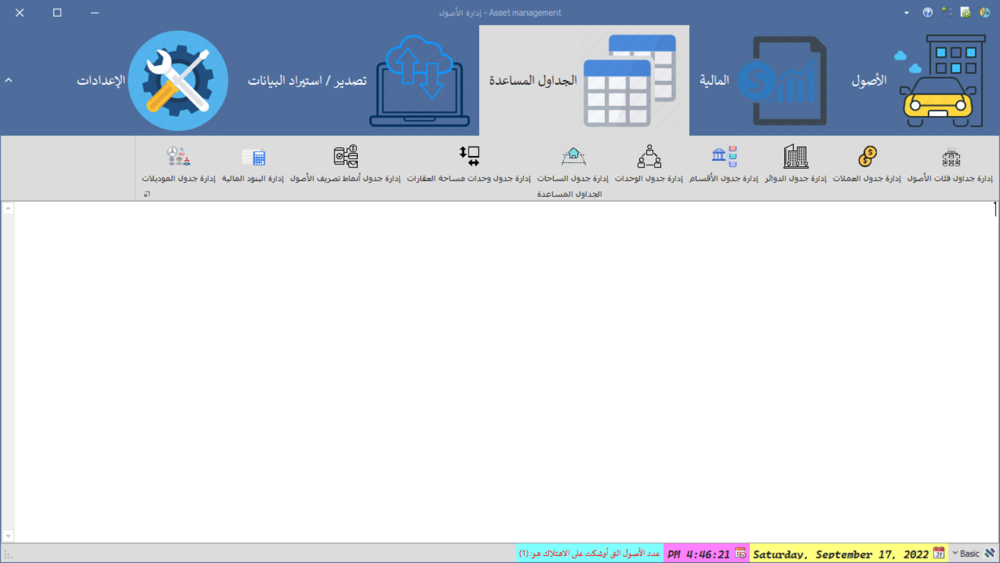 إدارة الأصول - Asset management
الأصول
المالية
الجداول المساعدة
تصدير / استيراد البيانات
الإعدادات
إدارة جداول فئات الأصول
إدارة جدول العملات
إدارة جدول الدوائر
إدارة جدول الأقسام
إدارة جدول الوحدات
إدارة جدول الساحات
إدارة جدول وحدات مساحة العقارات
إدارة جدول أنماط تصريف الأصول
إدارة البنود المالية
إدارة جدول الموديلات
الجداول المساعدة
Basic
Saturday, September 17, 2022
PM 4:46:21
عدد الأصول التي أوشكت على الاهتلاك هو: (1)